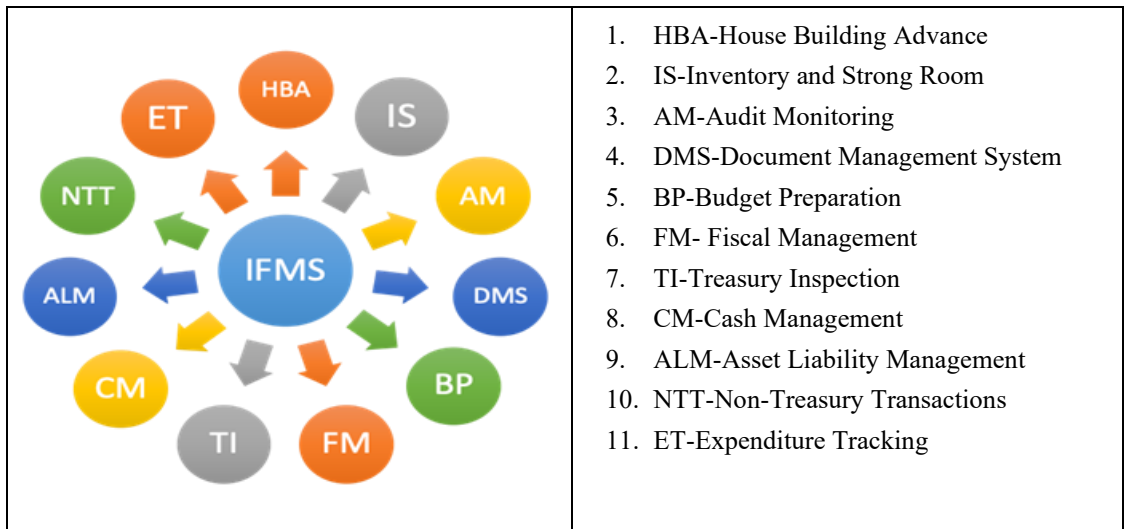 HBA
IS
AM
DMS
BP
FM
TI
CM
ALM
NTT
ET
IFMS
1. HBA-House Building Advance
2. IS-Inventory and Strong Room
3. AM-Audit Monitoring
4. DMS-Document Management System
5. BP-Budget Preparation
6. FM- Fiscal Management
7. TI-Treasury Inspection
8. CM-Cash Management
9. ALM-Asset Liability Management
10. NTT-Non-Treasury Transactions
11. ET-Expenditure Tracking